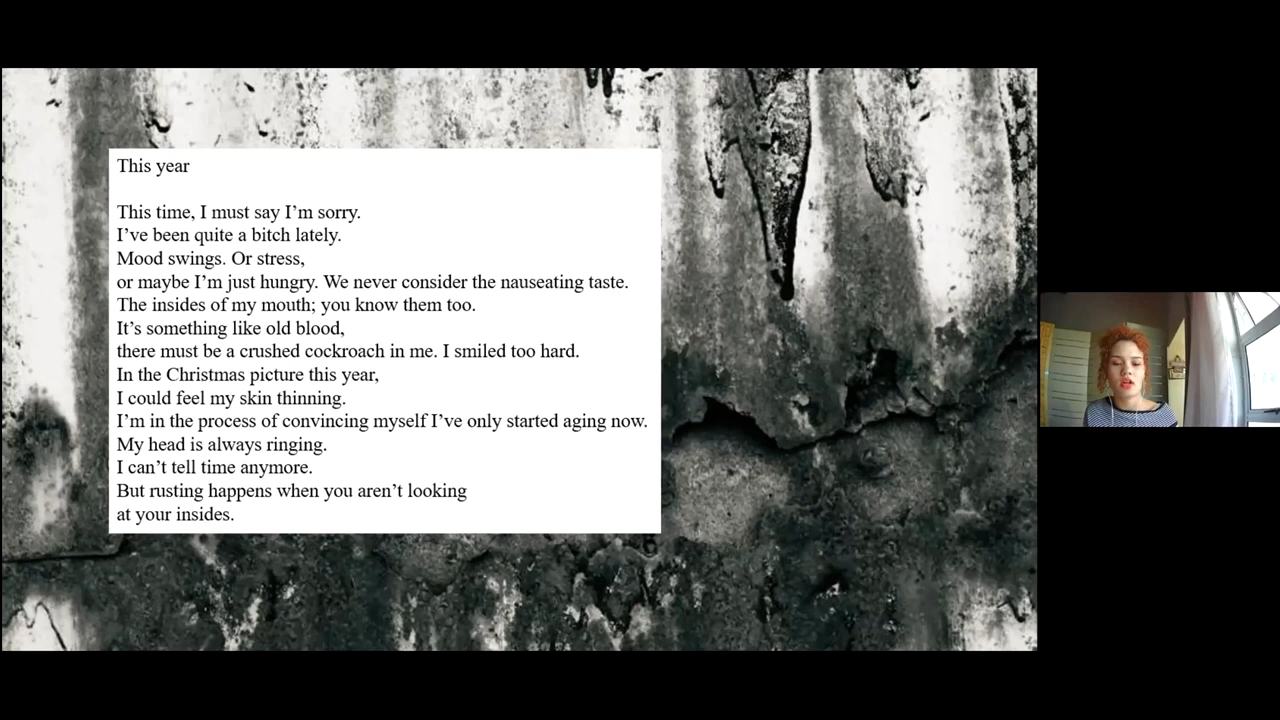 This year
This time, I must say I’m sorry.
I’ve been quite a bitch lately.
Mood swings. Or stress,
or maybe I’m just hungry. We never consider the nauseating taste.
The insides of my mouth; you know them too.
It’s something like old blood,
there must be a crushed cockroach in me. I smiled too hard.
In the Christmas picture this year,
I could feel my skin thinning.
I’m in the process of convincing myself I’ve only started aging now.
My head is always ringing.
I can’t tell time anymore.
But rusting happens when you aren’t looking
at your insides.